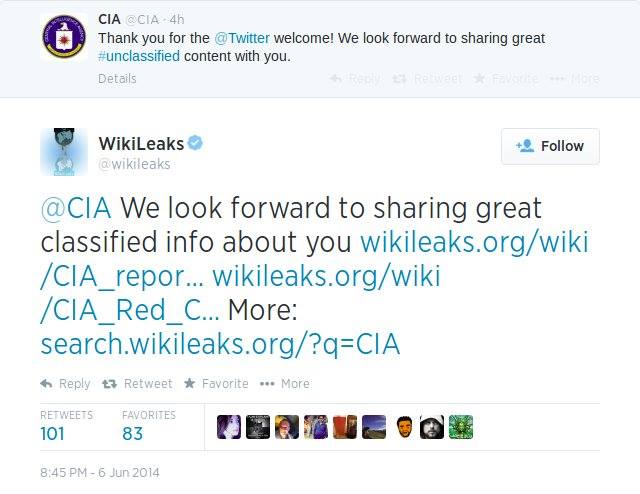 CIA @CIA · 4h
Thank you for the @Twitter welcome! We look forward to sharing great
#unclassified content with you.
Details Reply Retweet Favorite More
WikiLeaks
@wikileaks
Follow
@CIA We look forward to sharing great
classified info about you wikileaks.org/wiki
/CIA_repor... wikileaks.org/wiki
/CIA_Red_C... More:
search.wikileaks.org/?q=CIA
Reply Retweet Favorite More
RETWEETS FAVORITES
101 83
8:45 PM - 6 Jun 2014